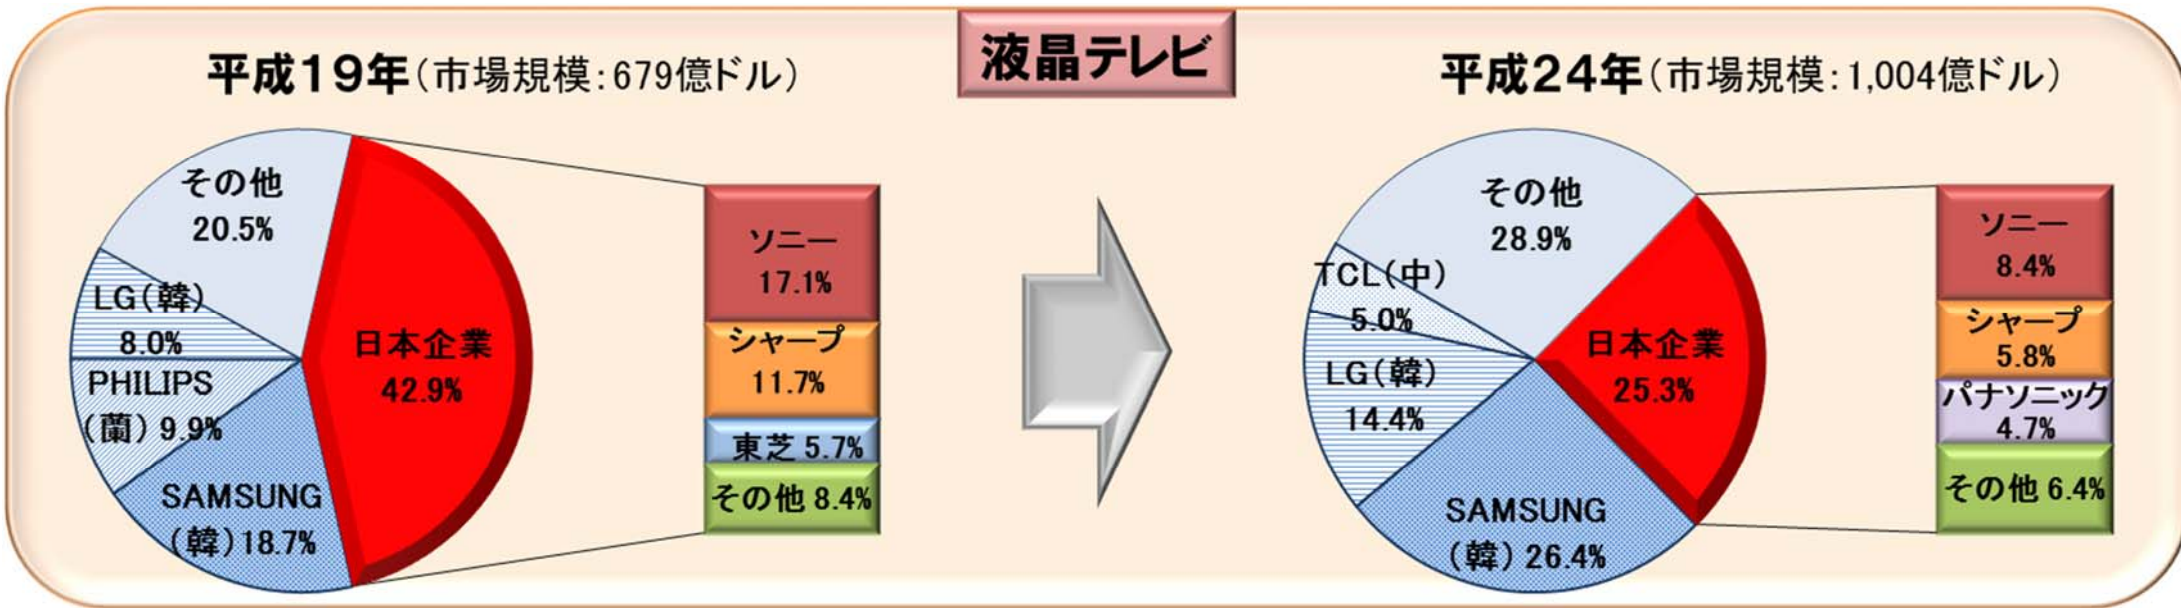 液晶テレビ
平成19年(市場規模:679億ドル)
その他
20.5%
LG(韓)
8.0%
PHILIPS
(蘭) 9.9%
SAMSUNG
(韓)18.7%
日本企業
42.9%
ソニー
17.1%
シャープ
11.7%
東芝 5.7%
その他 8.4%
平成24年(市場規模:1,004億ドル)
その他
28.9%
TCL(中)
5.0%
LG(韓)
14.4%
SAMSUNG
(韓) 26.4%
日本企業
25.3%
ソニー
8.4%
シャープ
5.8%
パナソニック
4.7%
その他 6.4%